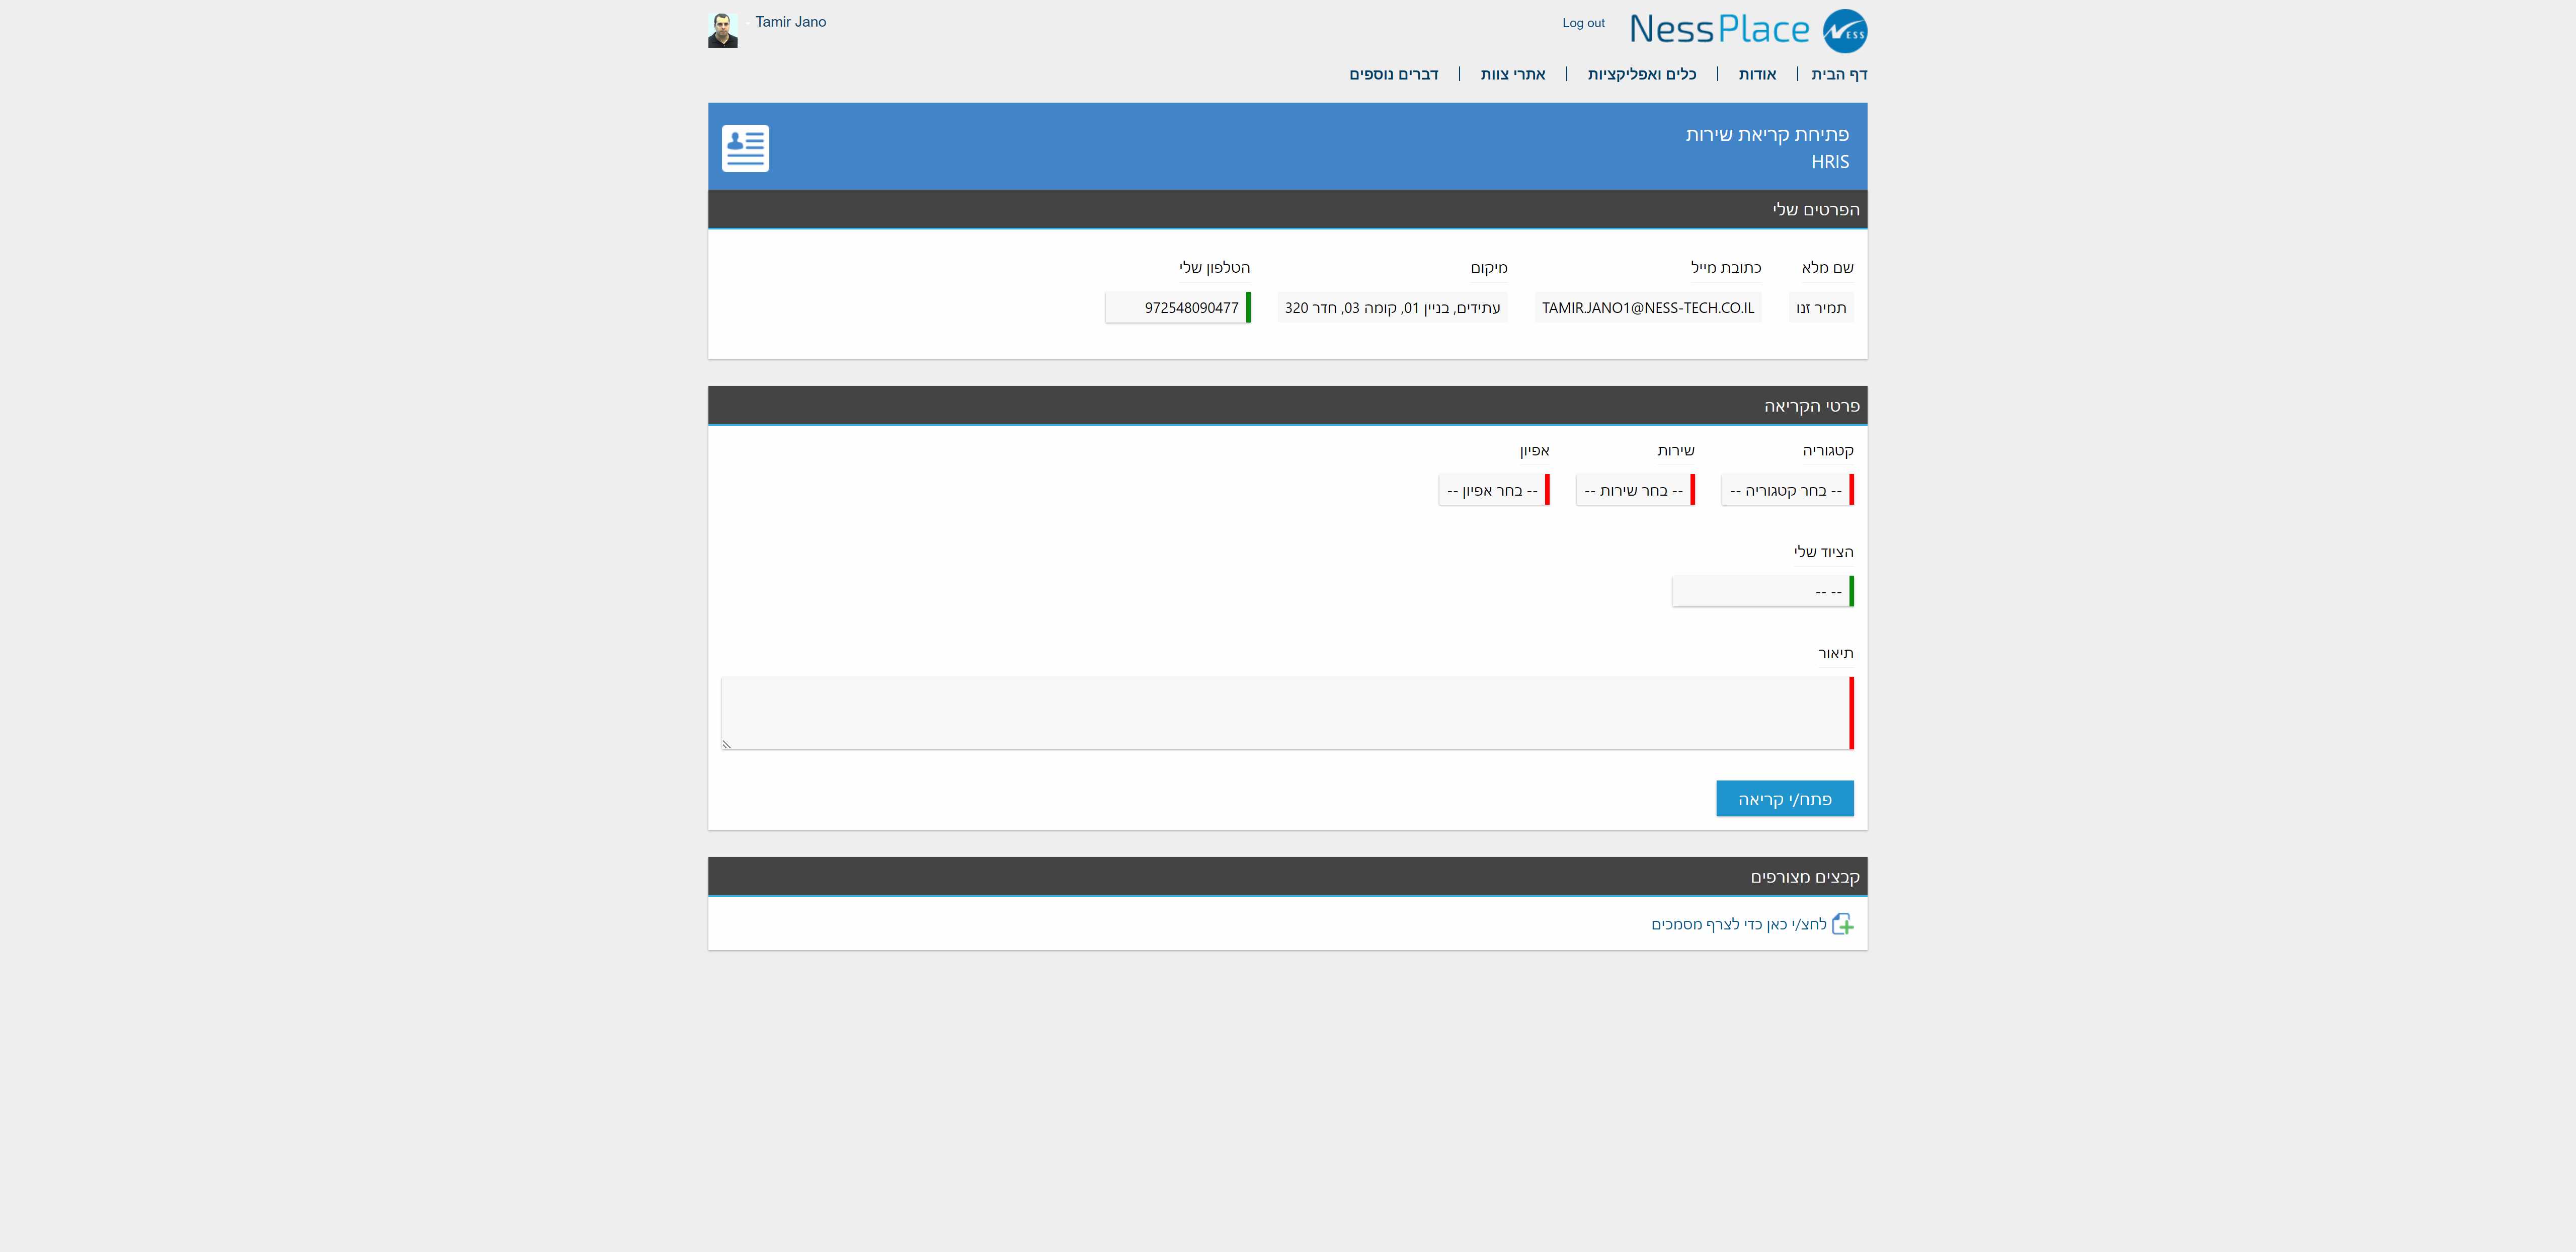 Tamir Jano
Log out
NessPlace
NESS
דף הבית | אודות | כלים ואפליקציות | אתרי צוות | דברים נוספים
פתיחת קריאת שירות
HRIS
הפרטים שלי
שם מלא כתובת מייל מיקום הטלפון שלי
תמיר זנו TAMIR.JANO1@NESS-TECH.CO.IL עתידים, בניין 01, קומה 03, חדר 320 972548090477
פרטי הקריאה
קטגוריה שירות אפיון
-- בחר קטגוריה -- -- בחר שירות -- -- בחר אפיון --
הציוד שלי
-- --
תיאור
פתח/י קריאה
קבצים מצורפים
לחצ/י כאן כדי לצרף מסמכים